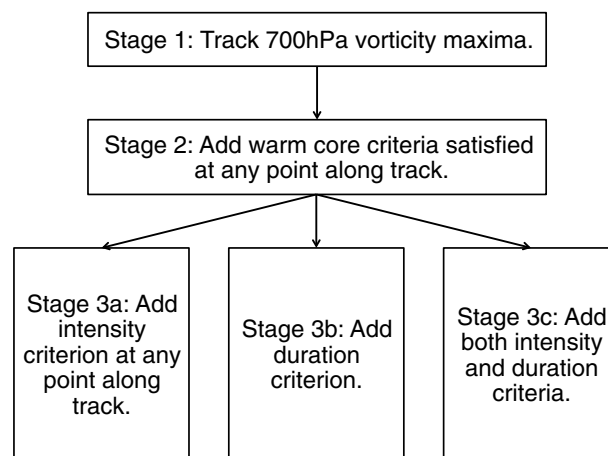 Stage 1: Track 700hPa vorticity maxima.
Stage 2: Add warm core criteria satisfied
at any point along track.
Stage 3a: Add
intensity
criterion at any
point along
track.
Stage 3b: Add
duration
criterion.
Stage 3c: Add
both intensity
and duration
criteria.